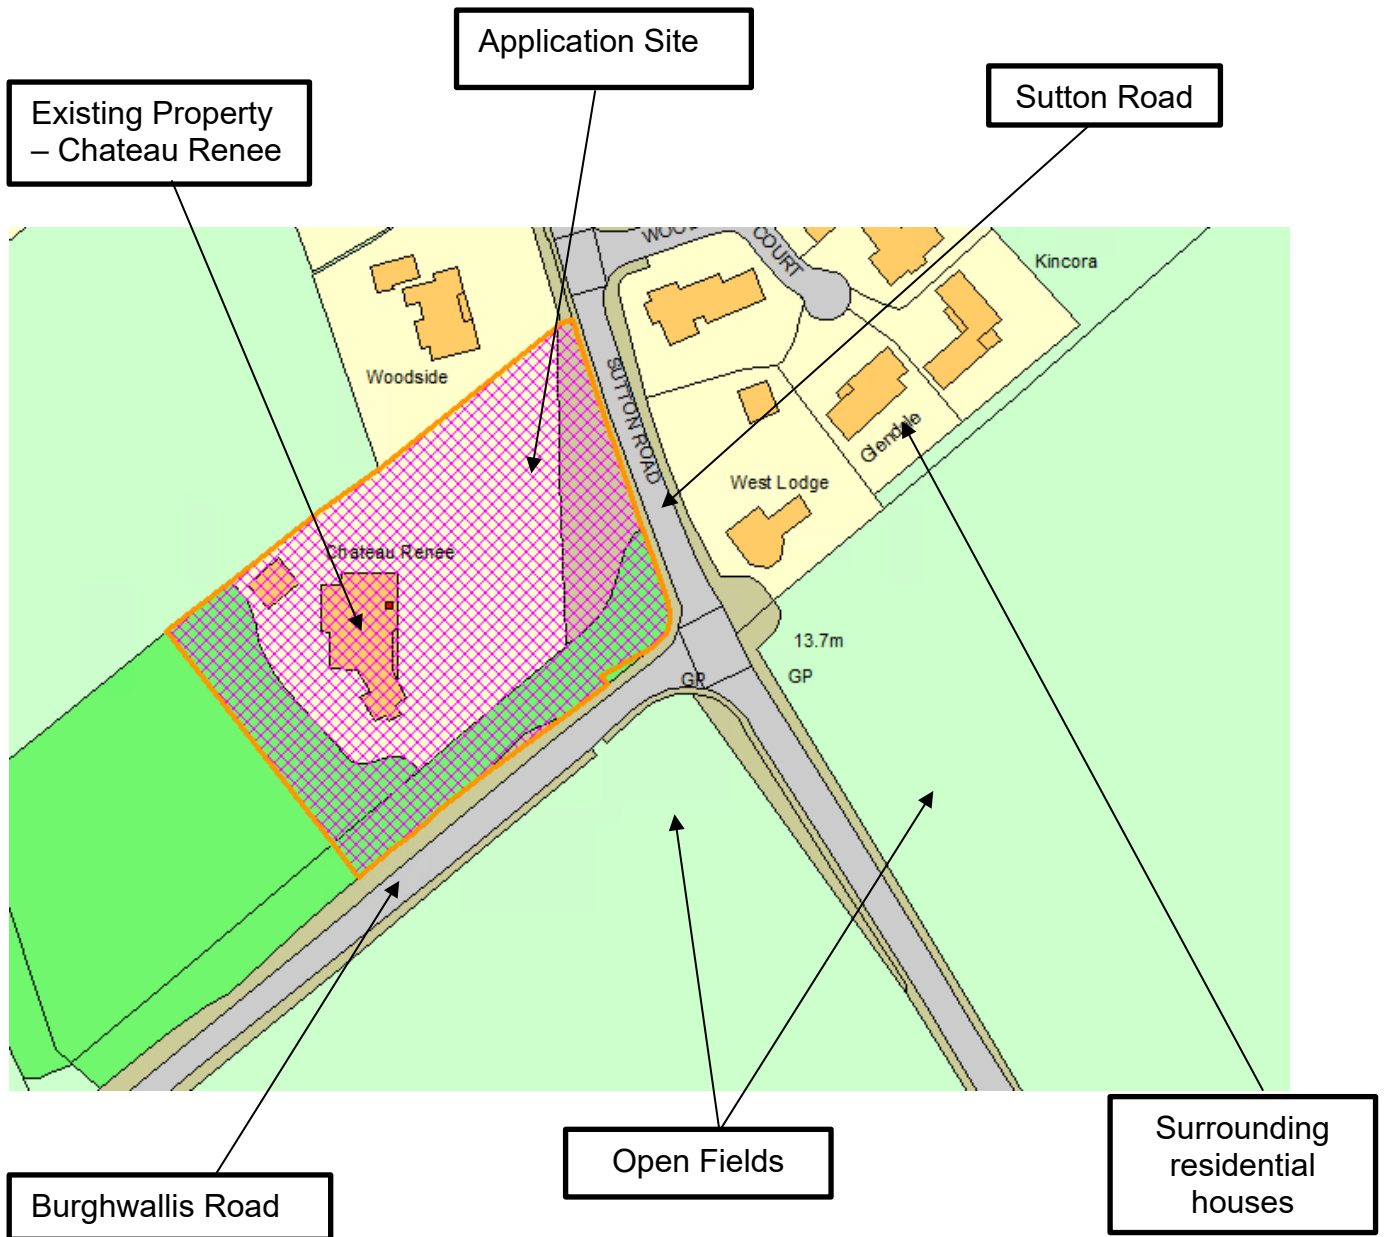 Application Site
Sutton Road
Existing Property
– Chateau Renee
COURT
Kincora
Woodside
SUTTON ROAD
Glendale
West Lodge
Chateau Renee
13.7m
GP
GP
Open Fields
Surrounding
residential
houses
Burghwallis Road